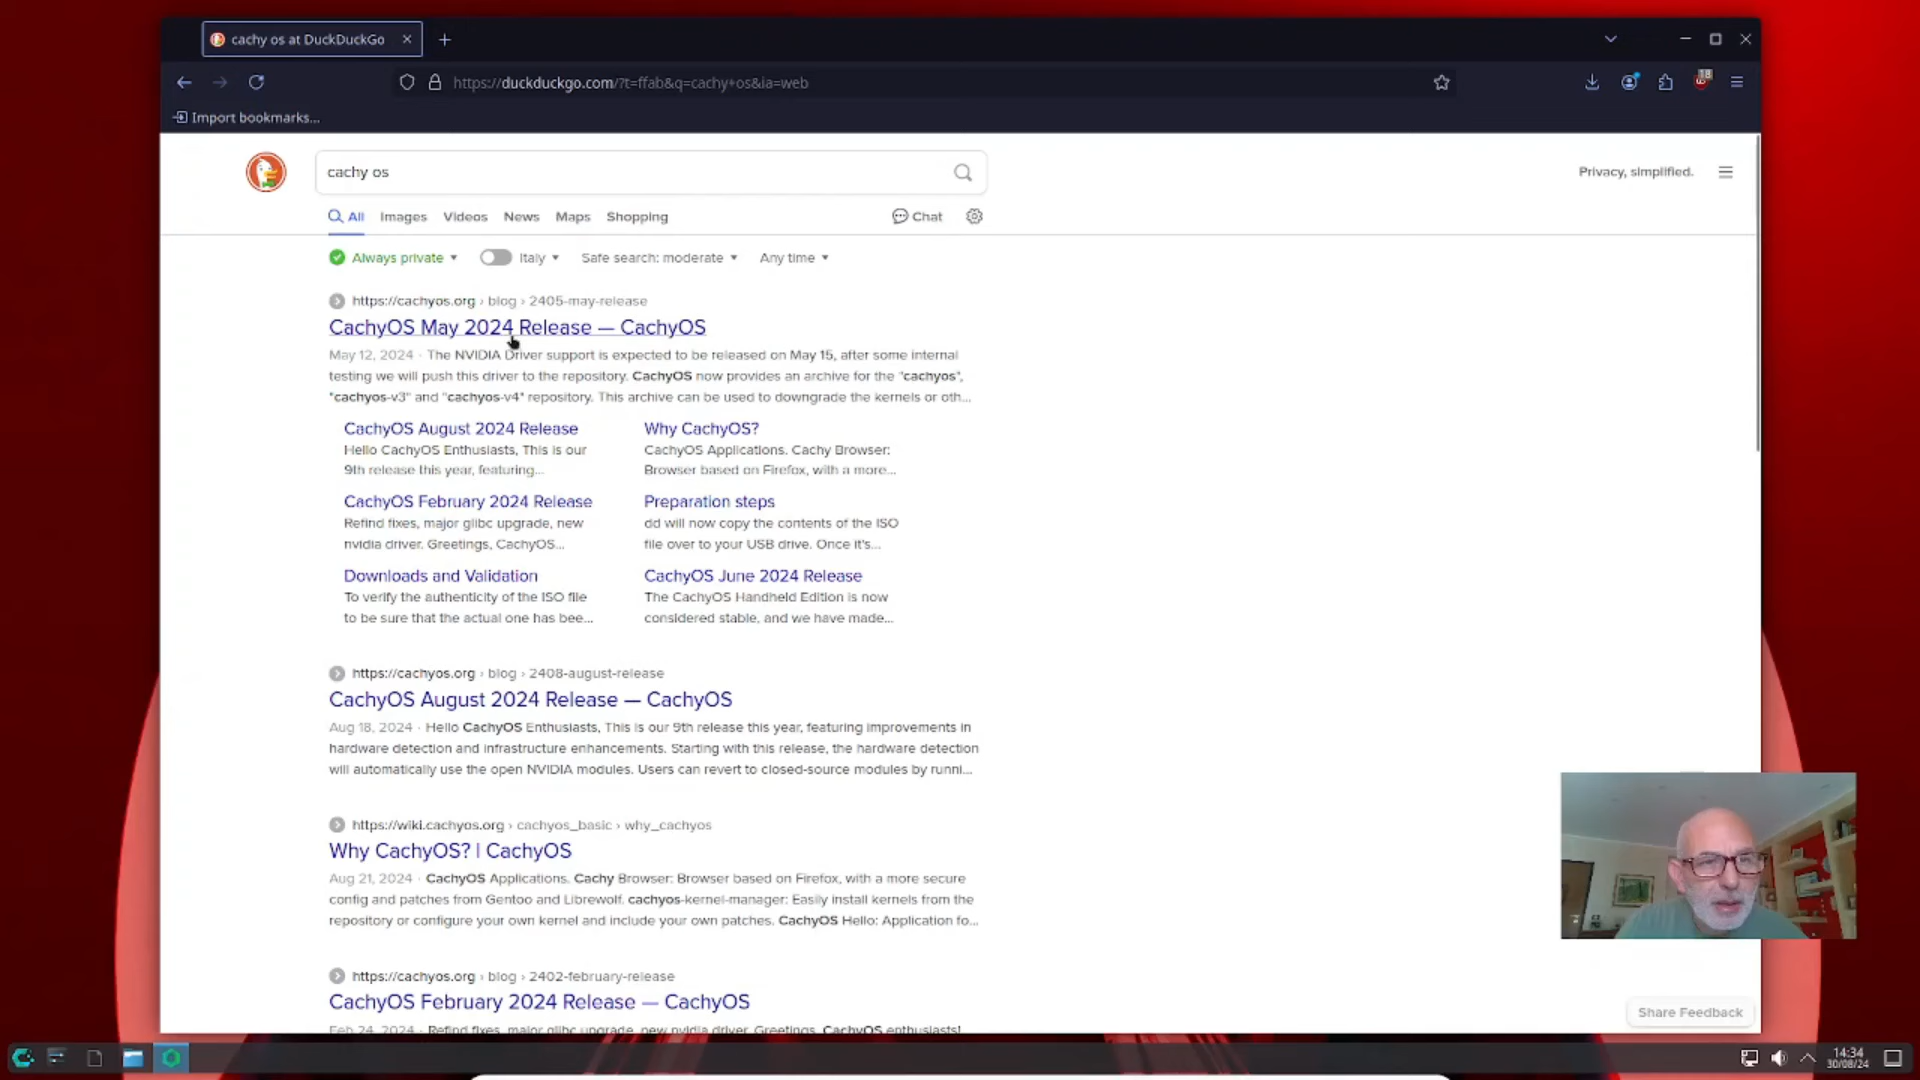 cachy os at DuckDuckGo
https://duckduckgo.com/?t=ffab&q=cachy+os&ia=web
18
Import bookmarks...
cachy os
Privacy, simplified.
All Images Videos News Maps Shopping Chat
Always private Italy Safe search: moderate Any time
https://cachyos.org › blog › 2405-may-release
CachyOS May 2024 Release — CachyOS
May 12, 2024 · The NVIDIA Driver support is expected to be released on May 15, after some internal
testing we will push this driver to the repository. CachyOS now provides an archive for the "cachyos",
"cachyos-v3" and "cachyos-v4" repository. This archive can be used to downgrade the kernels or oth...
CachyOS August 2024 Release
Hello CachyOS Enthusiasts, This is our
9th release this year, featuring...
Why CachyOS?
CachyOS Applications. Cachy Browser:
Browser based on Firefox, with a more...
CachyOS February 2024 Release
Refind fixes, major glibc upgrade, new
nvidia driver. Greetings, CachyOS...
Preparation steps
dd will now copy the contents of the ISO
file over to your USB drive. Once it's...
Downloads and Validation
To verify the authenticity of the ISO file
to be sure that the actual one has bee...
CachyOS June 2024 Release
The CachyOS Handheld Edition is now
considered stable, and we have made...
https://cachyos.org › blog › 2408-august-release
CachyOS August 2024 Release — CachyOS
Aug 18, 2024 · Hello CachyOS Enthusiasts, This is our 9th release this year, featuring improvements in
hardware detection and infrastructure enhancements. Starting with this release, the hardware detection
will automatically use the open NVIDIA modules. Users can revert to closed-source modules by runni...
https://wiki.cachyos.org › cachyos_basic › why_cachyos
Why CachyOS? | CachyOS
Aug 21, 2024 · CachyOS Applications. Cachy Browser: Browser based on Firefox, with a more secure
config and patches from Gentoo and Librewolf. cachyos-kernel-manager: Easily install kernels from the
repository or configure your own kernel and include your own patches. CachyOS Hello: Application fo...
https://cachyos.org › blog › 2402-february-release
CachyOS February 2024 Release — CachyOS
Feb 24, 2024 · Refind fixes, major glibc upgrade, new nvidia driver. Greetings, CachyOS enthusiasts!
Share Feedback
14:34
30/08/24